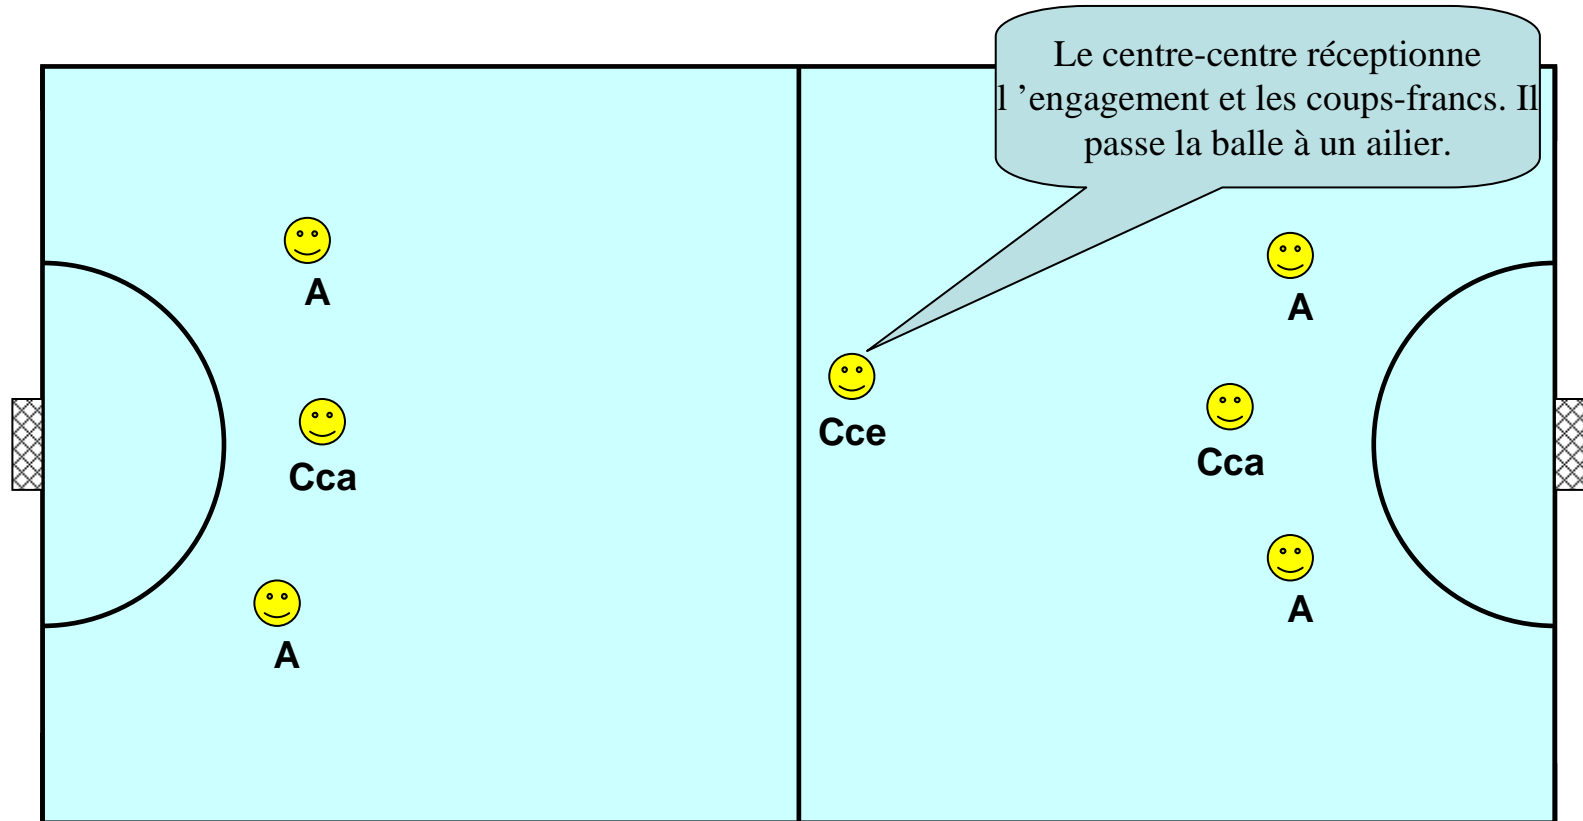 Le centre-centre réceptionne
l ’engagement et les coups-francs. Il
passe la balle à un ailier.
A
A
Cce
Cca
Cca
A
A